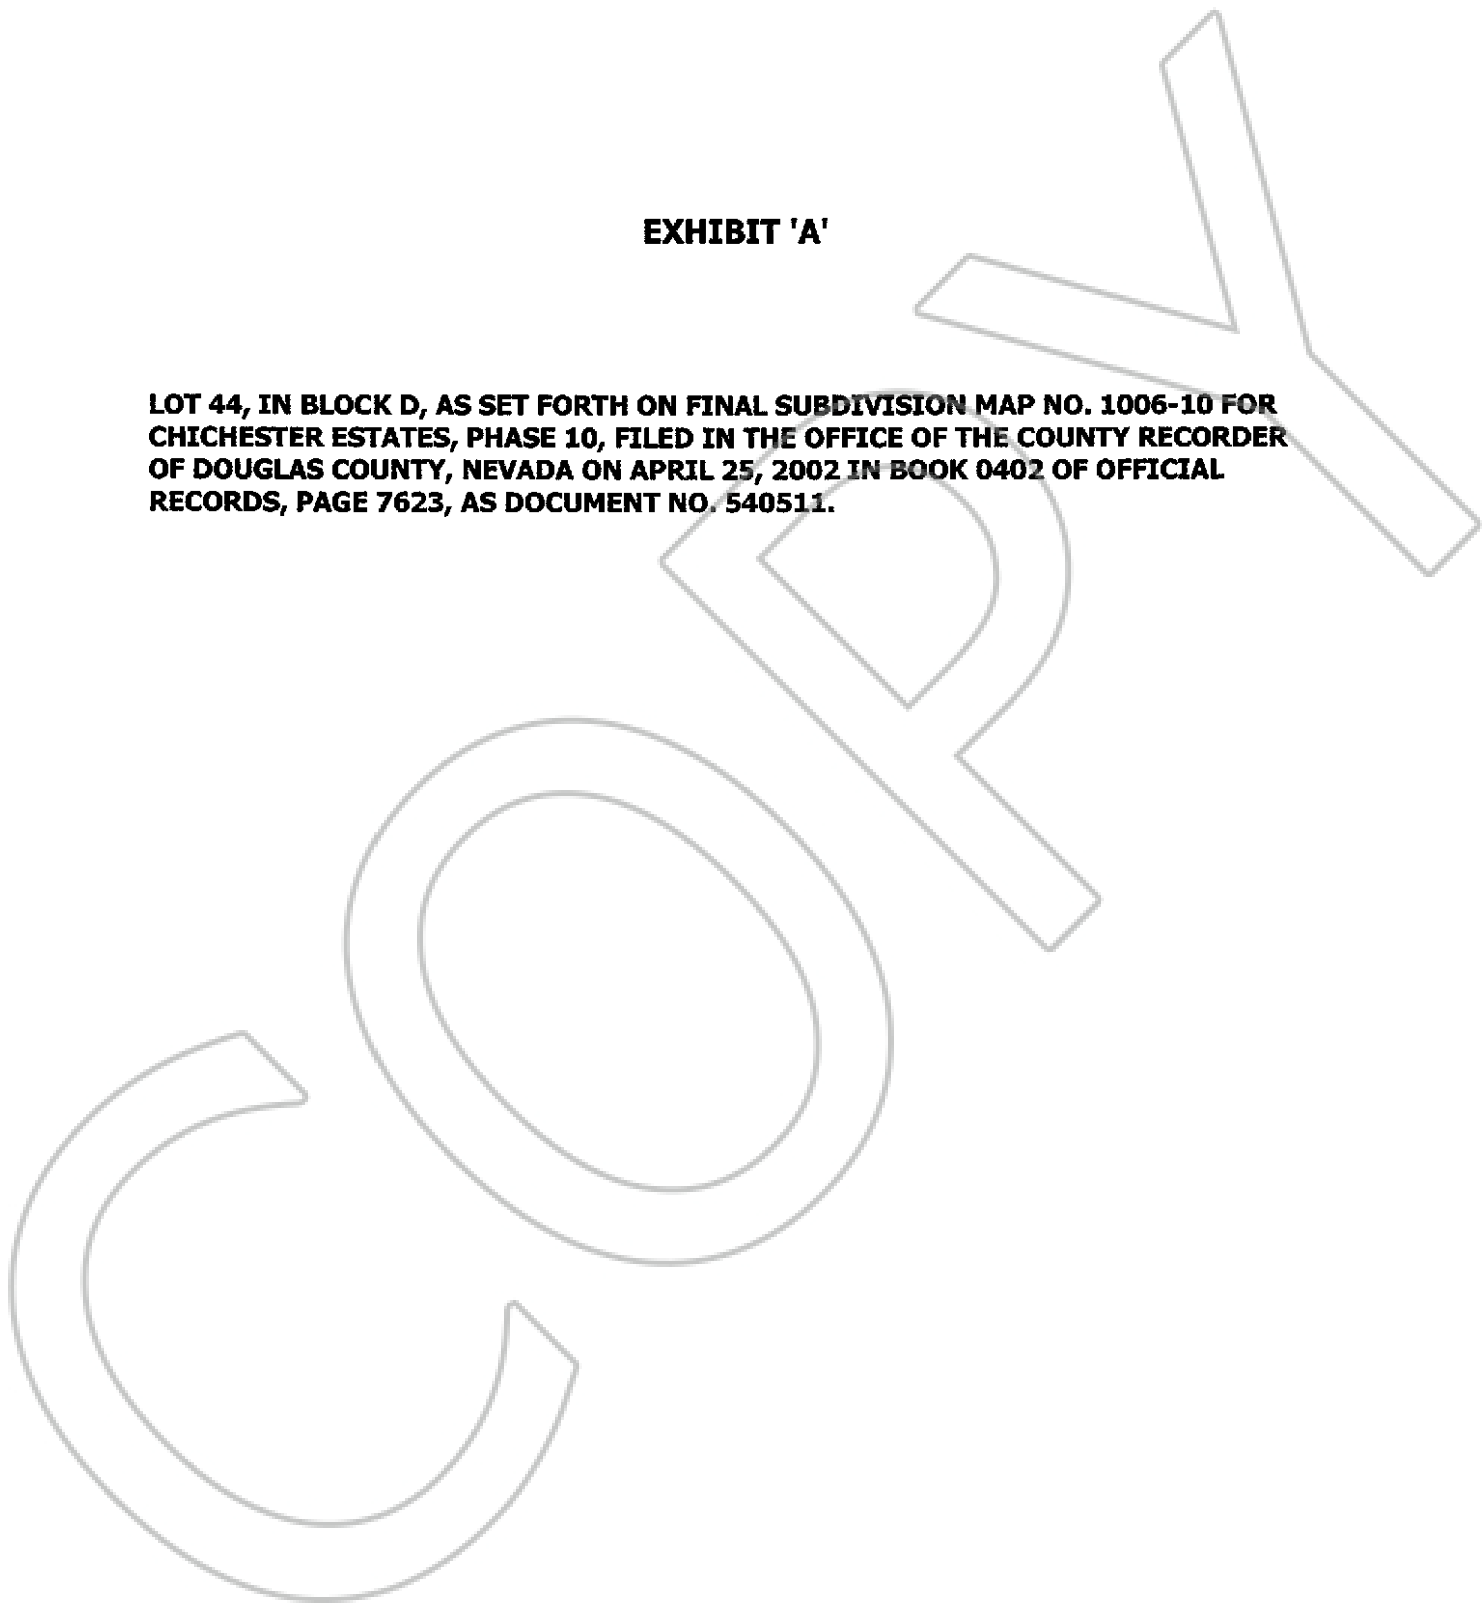 EXHIBIT 'A'
LOT 44, IN BLOCK D, AS SET FORTH ON FINAL SUBDIVISION MAP NO. 1006-10 FOR
CHICHESTER ESTATES, PHASE 10, FILED IN THE OFFICE OF THE COUNTY RECORDER
OF DOUGLAS COUNTY, NEVADA ON APRIL 25, 2002 IN BOOK 0402 OF OFFICIAL
RECORDS, PAGE 7623, AS DOCUMENT NO. 540511.
COPY